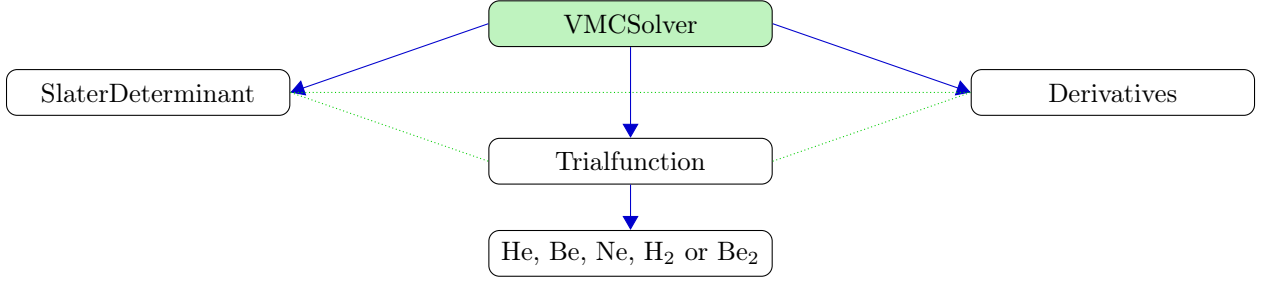 VMCSolver
SlaterDeterminant
Derivatives
Trialfunction
He, Be, Ne, H₂ or Be₂